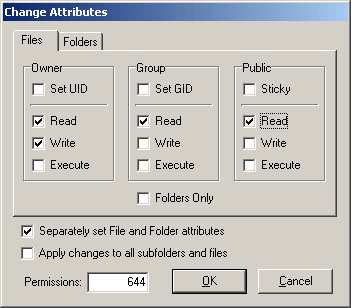 Change Attributes
Files Folders
Owner Group Public
Set UID Set GID Sticky
Read Read Read
Write Write Write
Execute Execute Execute
Folders Only
Separately set File and Folder attributes
Apply changes to all subfolders and files
Permissions: 644 OK Cancel